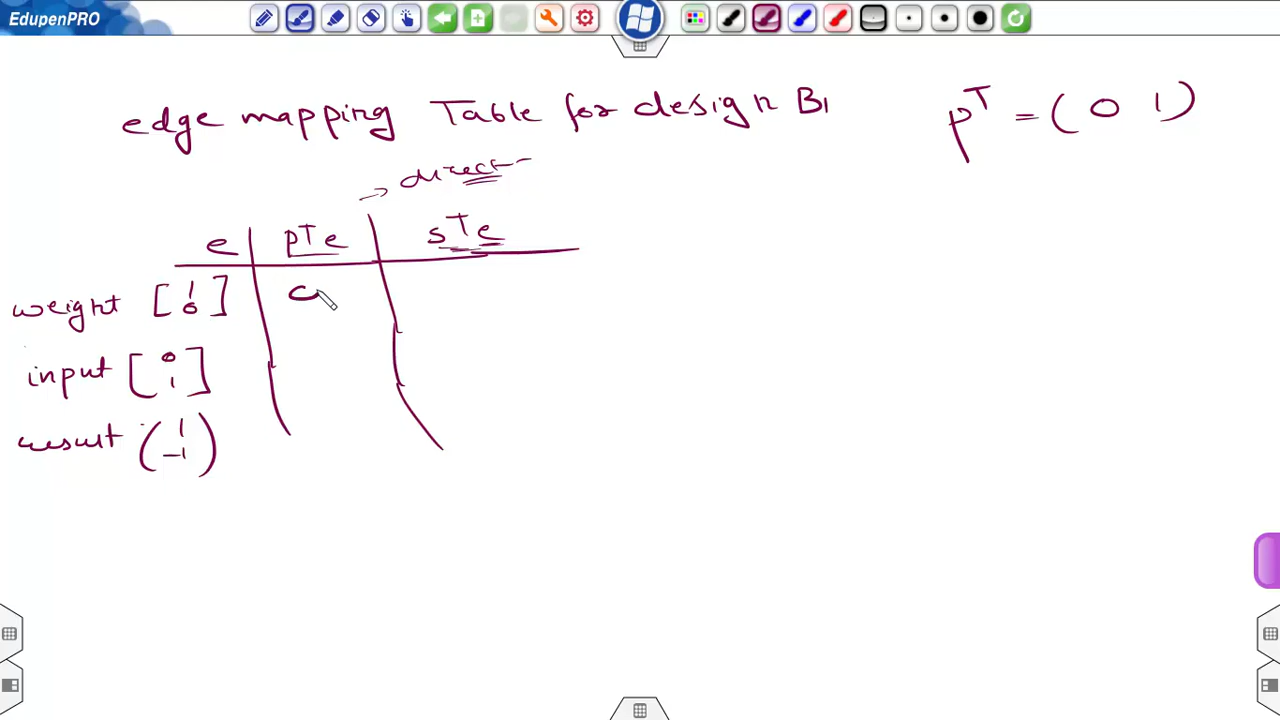 EdupenPRO
edge mapping Table for design B1
p^T = ( 0 1 )
→ direct
e | p^T e | s^T e
weight [ 1 0 ]
input [ 0 1 ]
result ( 1 -1 )